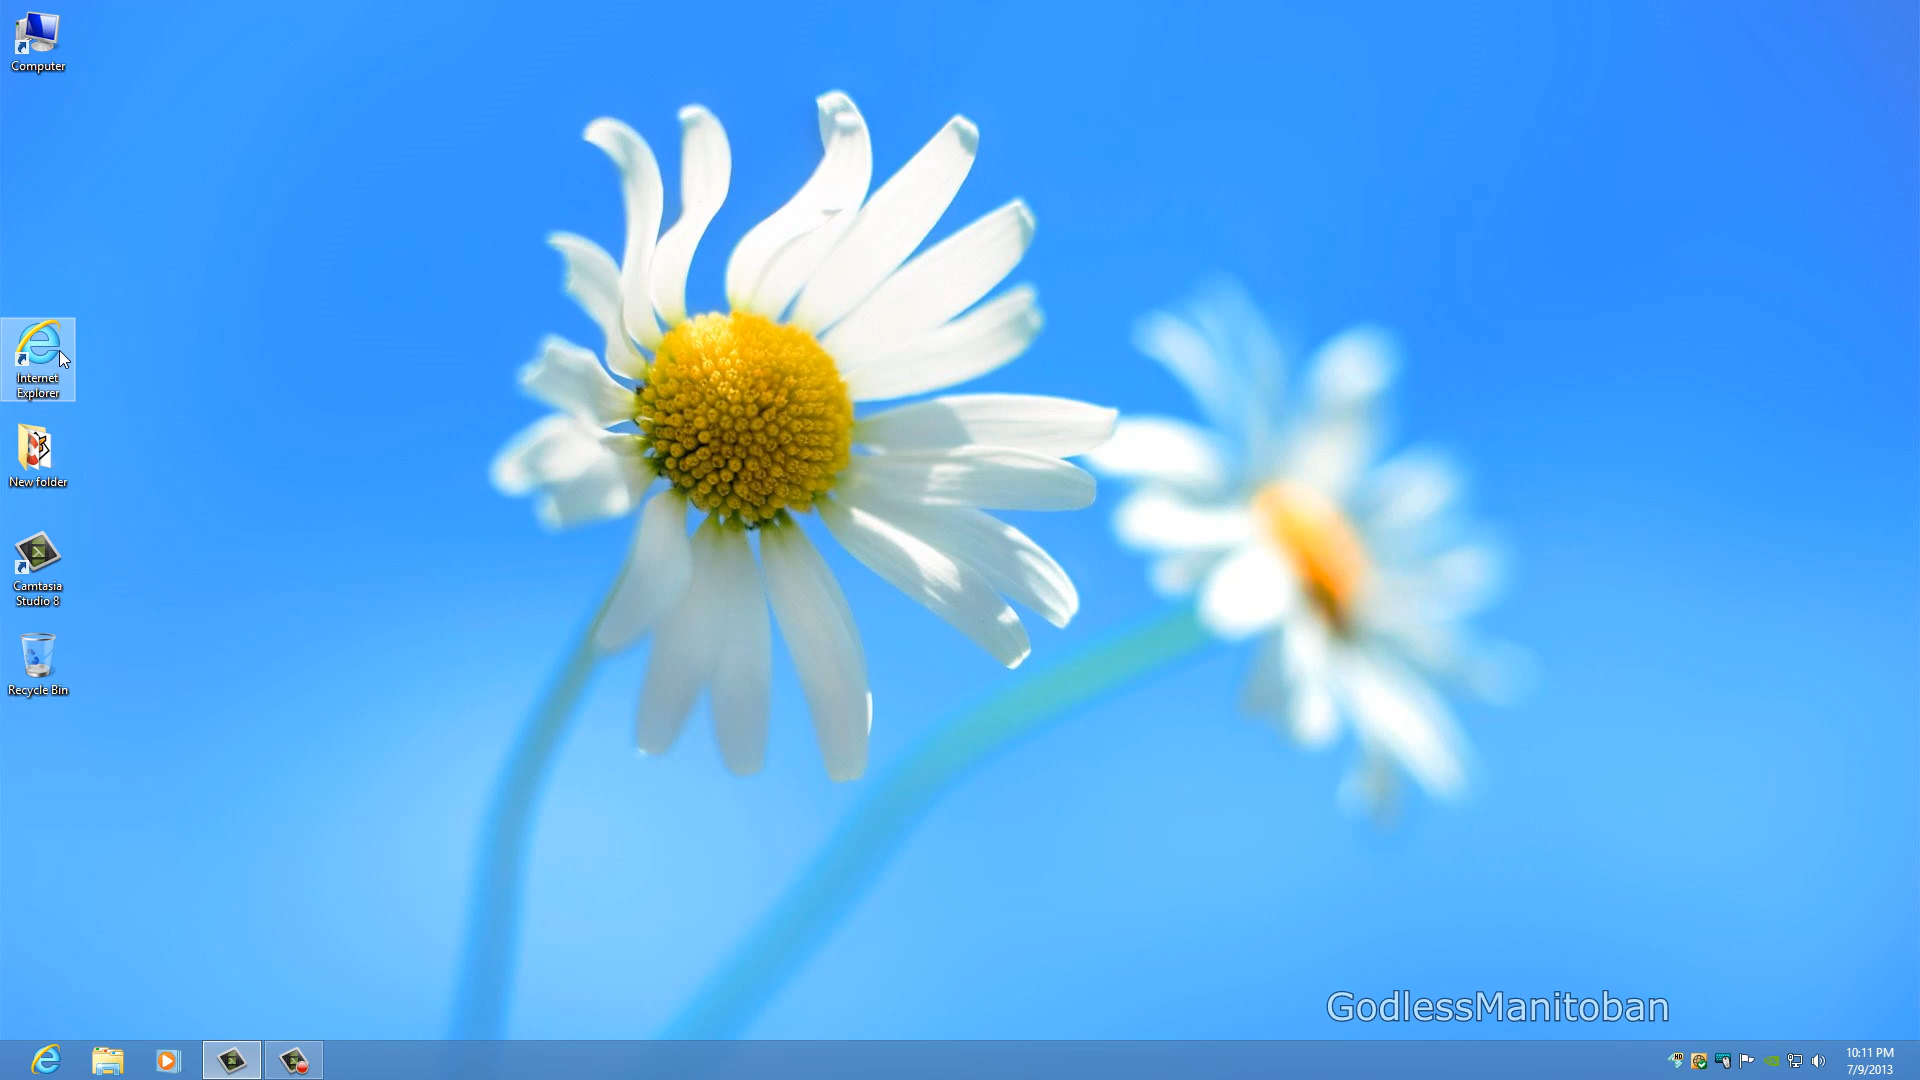 Computer
Internet
Explorer
New folder
Camtasia
Studio 8
Recycle Bin
GodlessManitoban
10:11 PM
7/9/2013